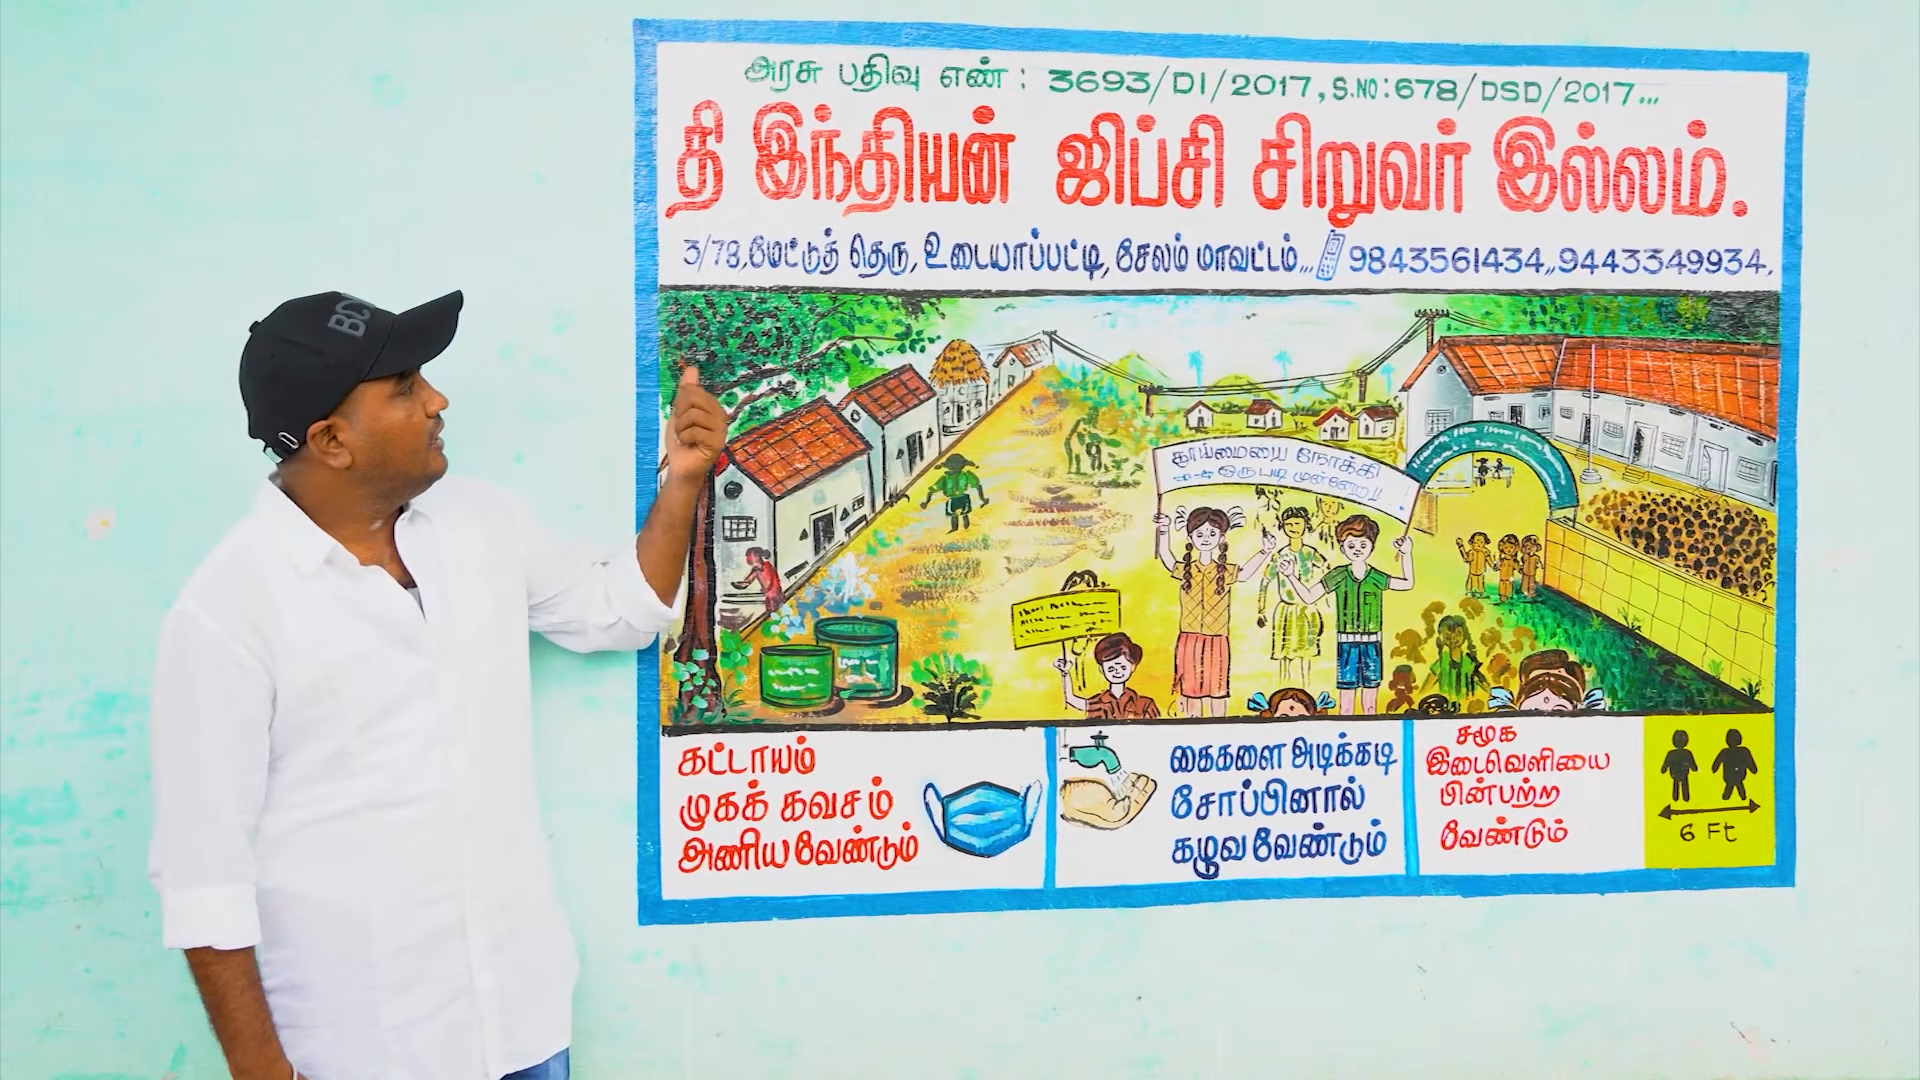 அரசு பதிவு எண் : 3693/DI/2017, S.NO:678/DSD/2017...
தி இந்தியன் ஜிப்சி சிறுவர் இல்லம்.
3/78, மேட்டுத் தெரு, உடையாப்பட்டி, சேலம் மாவட்டம்... 9843561434,, 9443349934.
தூய்மையை நோக்கி
ஒருபடி முன்னேற!!
கட்டாயம்
முகக் கவசம்
அணிய வேண்டும்
கைகளை அடிக்கடி
சோப்பினால்
கழுவ வேண்டும்
சமூக
இடைவெளியை
பின்பற்ற
வேண்டும்
6 Ft